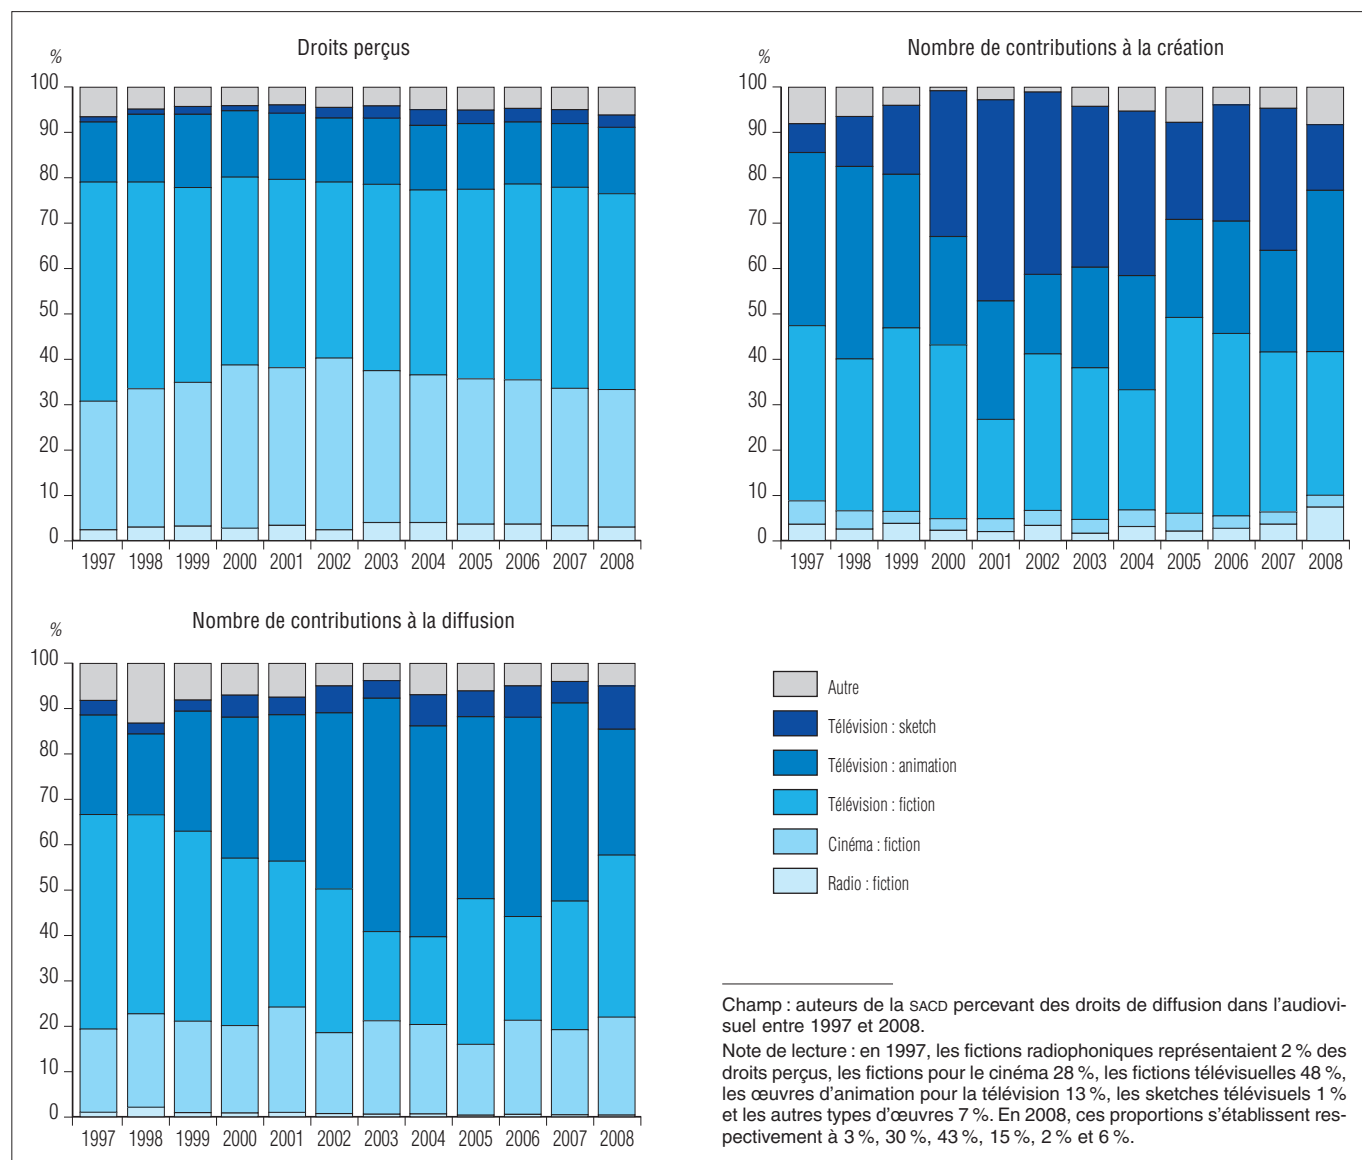 Droits perçus
%
100
90
80
70
60
50
40
30
20
10
0
1997 1998 1999 2000 2001 2002 2003 2004 2005 2006 2007 2008
Nombre de contributions à la création
%
100
90
80
70
60
50
40
30
20
10
0
1997 1998 1999 2000 2001 2002 2003 2004 2005 2006 2007 2008
Nombre de contributions à la diffusion
%
100
90
80
70
60
50
40
30
20
10
0
1997 1998 1999 2000 2001 2002 2003 2004 2005 2006 2007 2008
Autre
Télévision : sketch
Télévision : animation
Télévision : fiction
Cinéma : fiction
Radio : fiction
Champ : auteurs de la SACD percevant des droits de diffusion dans l'audiovi-
suel entre 1997 et 2008.
Note de lecture : en 1997, les fictions radiophoniques représentaient 2 % des
droits perçus, les fictions pour le cinéma 28 %, les fictions télévisuelles 48 %,
les œuvres d'animation pour la télévision 13 %, les sketches télévisuels 1 %
et les autres types d'œuvres 7 %. En 2008, ces proportions s'établissent res-
pectivement à 3 %, 30 %, 43 %, 15 %, 2 % et 6 %.